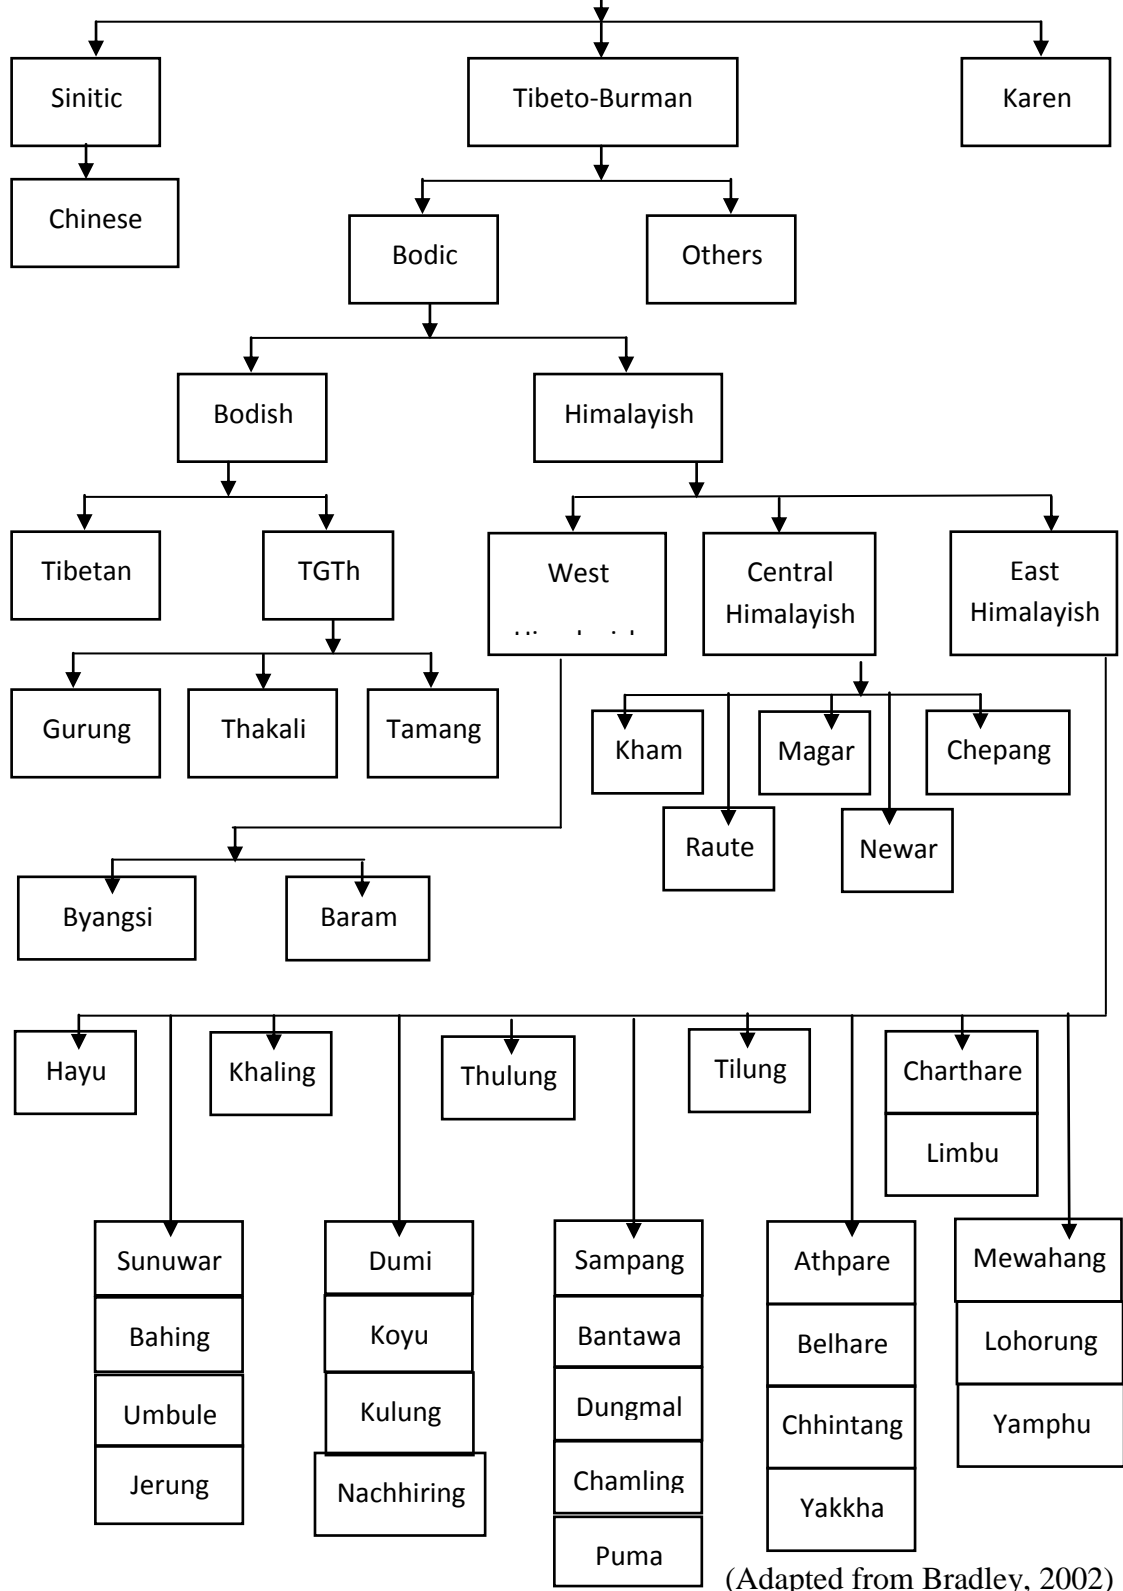 Sinitic
Tibeto-Burman
Karen
Chinese
Bodic
Others
Bodish
Himalayish
Tibetan
TGTh
West
Central
Himalayish
East
Himalayish
Gurung
Thakali
Tamang
Kham
Magar
Chepang
Raute
Newar
Byangsi
Baram
Hayu
Khaling
Thulung
Tilung
Charthare
Limbu
Sunuwar
Bahing
Umbule
Jerung
Dumi
Koyu
Kulung
Nachhiring
Sampang
Bantawa
Dungmal
Chamling
Puma
Athpare
Belhare
Chhintang
Yakkha
Mewahang
Lohorung
Yamphu
(Adapted from Bradley, 2002)